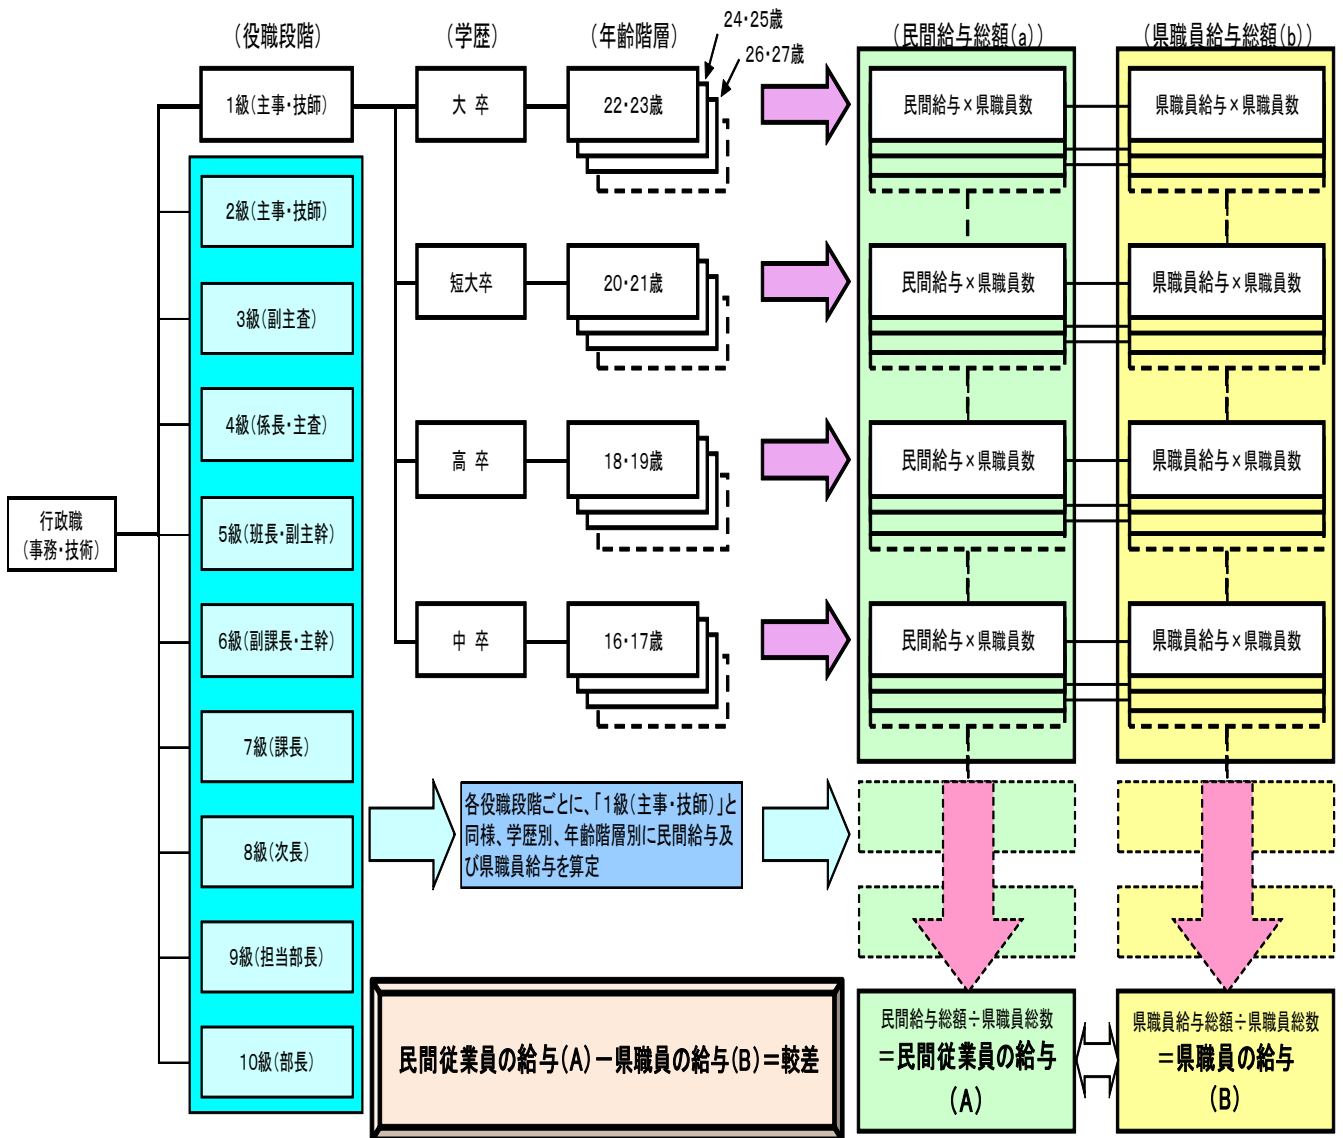 （役職段階）
（学歴）
（年齢階層）
24・25歳
26・27歳
（民間給与総額(a)）
（県職員給与総額(b)）
1級（主事・技師）
大 卒
22・23歳
民間給与×県職員数
県職員給与×県職員数
2級（主事・技師）
短大卒
20・21歳
民間給与×県職員数
県職員給与×県職員数
3級（副主査）
4級（係長・主査）
高 卒
18・19歳
民間給与×県職員数
県職員給与×県職員数
行政職
（事務・技術）
5級（班長・副主幹）
6級（副課長・主幹）
中 卒
16・17歳
民間給与×県職員数
県職員給与×県職員数
7級（課長）
8級（次長）
各役職段階ごとに、「1級（主事・技師）」と
同様、学歴別、年齢階層別に民間給与及
び県職員給与を算定
9級（担当部長）
10級（部長）
民間従業員の給与(A)－県職員の給与(B)＝較差
民間給与総額÷県職員総数
＝民間従業員の給与
（A）
県職員給与総額÷県職員総数
＝県職員の給与
（B）